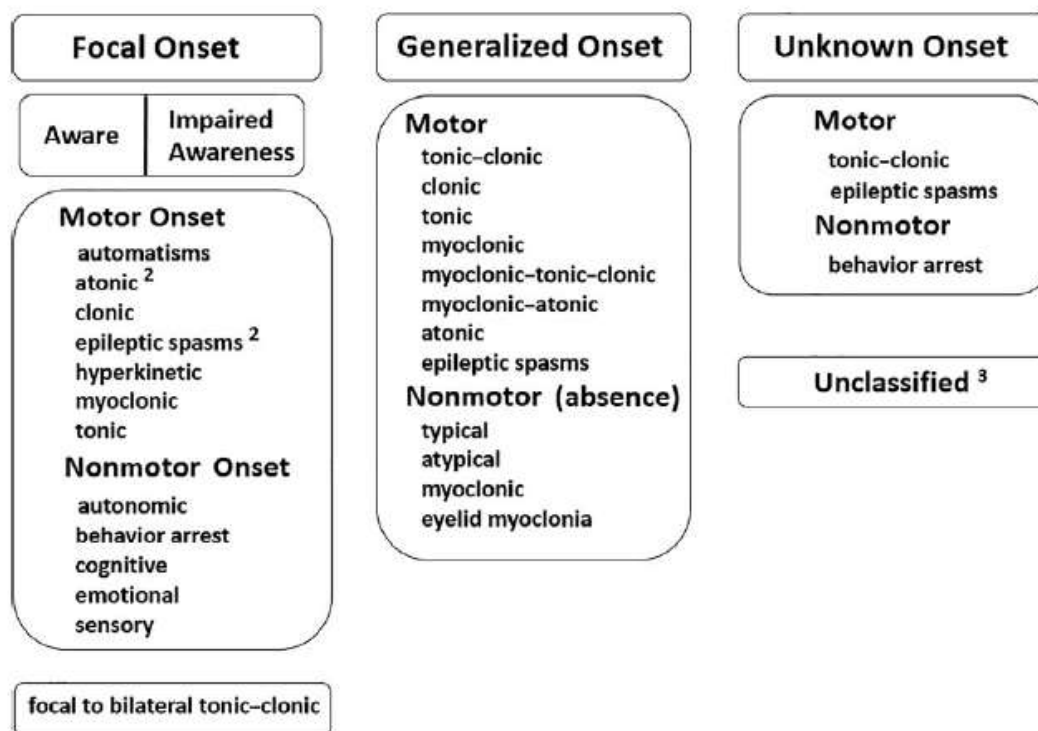 Focal Onset
Aware
Impaired
Awareness
Motor Onset
automatisms
atonic ²
clonic
epileptic spasms ²
hyperkinetic
myoclonic
tonic
Nonmotor Onset
autonomic
behavior arrest
cognitive
emotional
sensory
focal to bilateral tonic–clonic
Generalized Onset
Motor
tonic–clonic
clonic
tonic
myoclonic
myoclonic–tonic–clonic
myoclonic–atonic
atonic
epileptic spasms
Nonmotor (absence)
typical
atypical
myoclonic
eyelid myoclonia
Unknown Onset
Motor
tonic–clonic
epileptic spasms
Nonmotor
behavior arrest
Unclassified ³